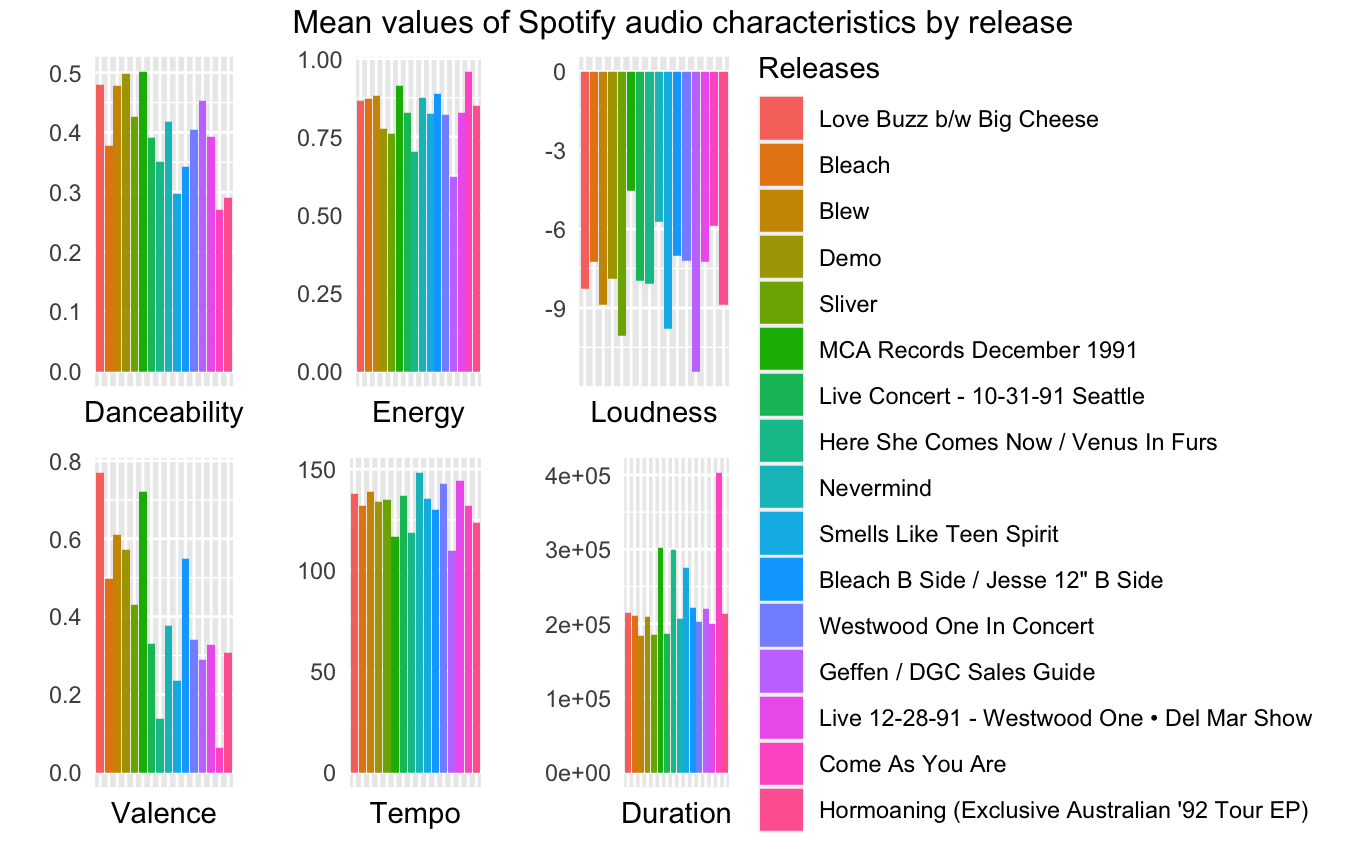 Mean values of Spotify audio characteristics by release
0.5
0.4
0.3
0.2
0.1
0.0
Danceability
1.00
0.75
0.50
0.25
0.00
Energy
0
-3
-6
-9
Loudness
0.8
0.6
0.4
0.2
0.0
Valence
150
100
50
0
Tempo
4e+05
3e+05
2e+05
1e+05
0e+00
Duration
Releases
Love Buzz b/w Big Cheese
Bleach
Blew
Demo
Sliver
MCA Records December 1991
Live Concert - 10-31-91 Seattle
Here She Comes Now / Venus In Furs
Nevermind
Smells Like Teen Spirit
Bleach B Side / Jesse 12" B Side
Westwood One In Concert
Geffen / DGC Sales Guide
Live 12-28-91 - Westwood One • Del Mar Show
Come As You Are
Hormoaning (Exclusive Australian '92 Tour EP)